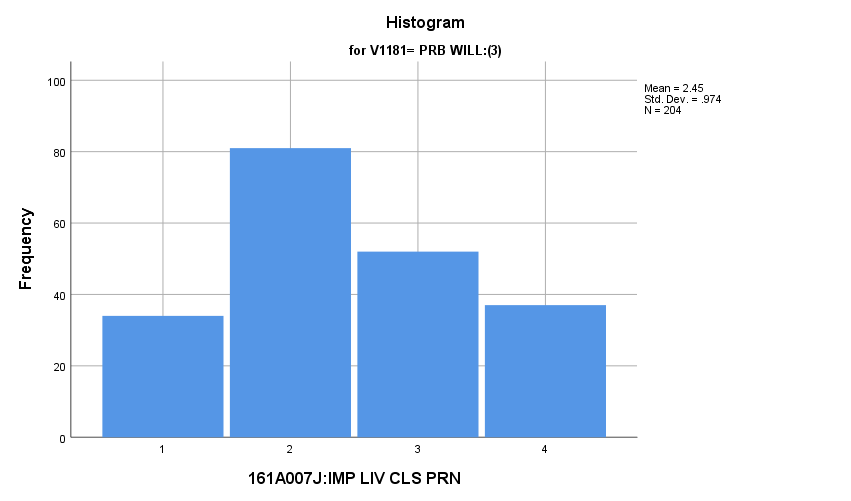 Histogram
for V1181= PRB WILL:(3)
Mean = 2.45
Std. Dev. = .974
N = 204
Frequency
100
80
60
40
20
0
1 2 3 4
161A007J:IMP LIV CLS PRN